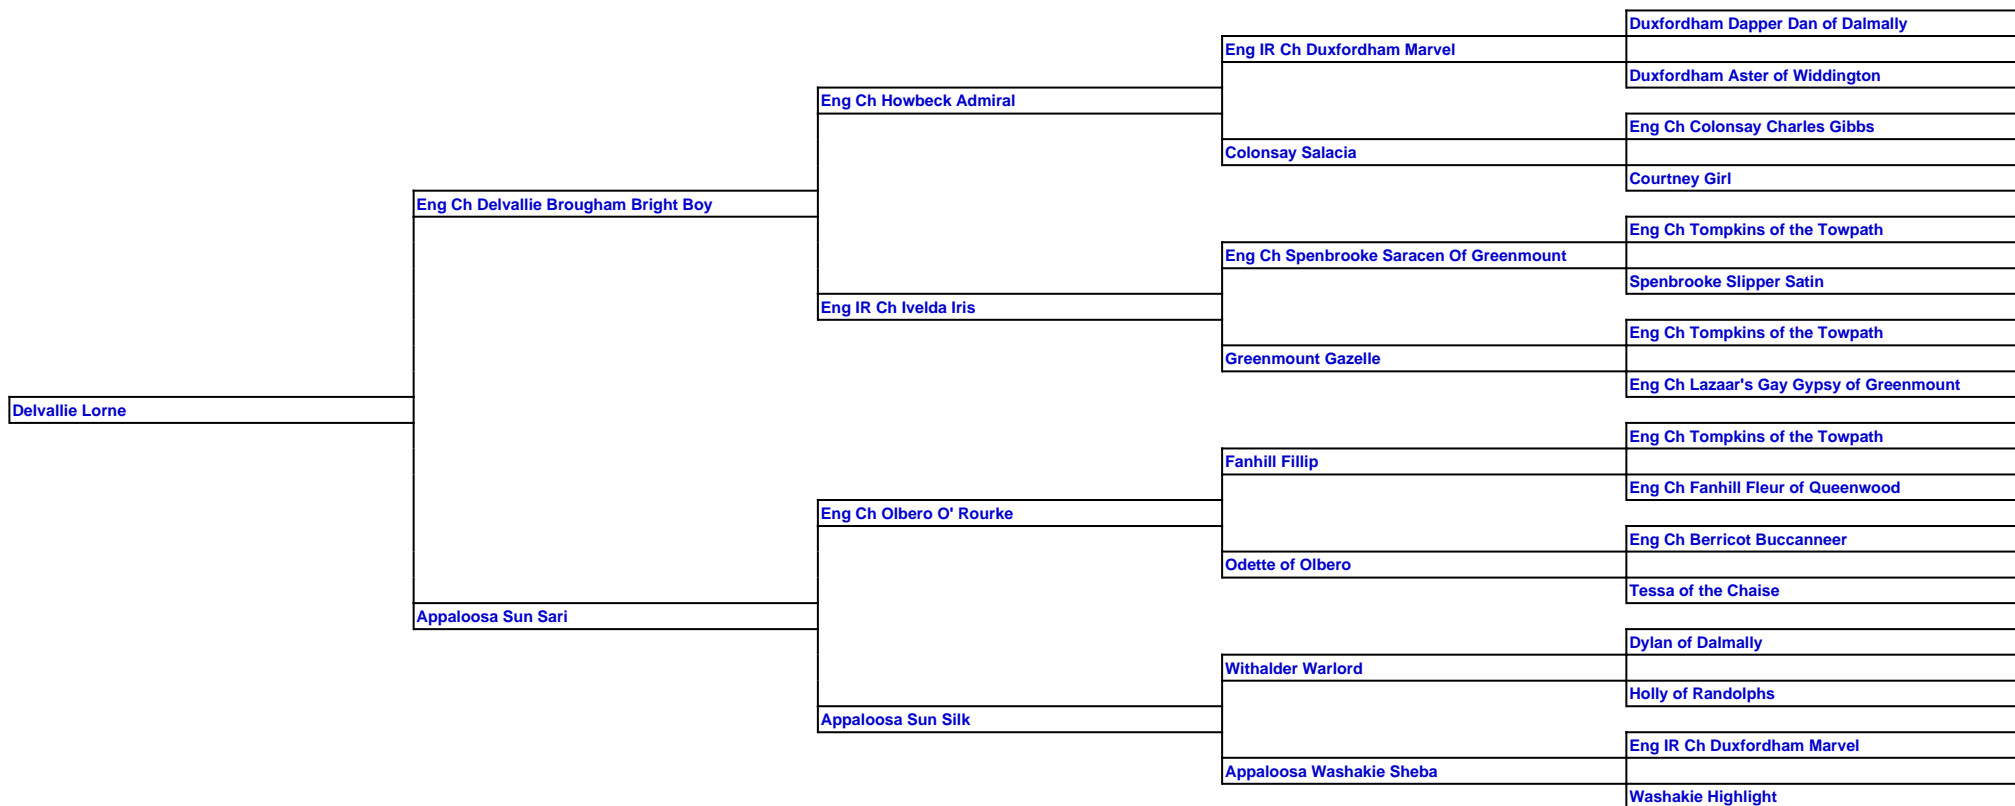 Duxfordham Dapper Dan of Dalmally
Eng IR Ch Duxfordham Marvel
Duxfordham Aster of Widdington
Eng Ch Howbeck Admiral
Eng Ch Colonsay Charles Gibbs
Colonsay Salacia
Courtney Girl
Eng Ch Delvallie Brougham Bright Boy
Eng Ch Tompkins of the Towpath
Eng Ch Spenbrooke Saracen Of Greenmount
Spenbrooke Slipper Satin
Eng IR Ch Ivelda Iris
Eng Ch Tompkins of the Towpath
Greenmount Gazelle
Eng Ch Lazaar's Gay Gypsy of Greenmount
Delvallie Lorne
Eng Ch Tompkins of the Towpath
Fanhill Fillip
Eng Ch Fanhill Fleur of Queenwood
Eng Ch Olbero O' Rourke
Eng Ch Berricot Buccanneer
Odette of Olbero
Tessa of the Chaise
Appaloosa Sun Sari
Dylan of Dalmally
Withalder Warlord
Holly of Randolphs
Appaloosa Sun Silk
Eng IR Ch Duxfordham Marvel
Appaloosa Washakie Sheba
Washakie Highlight